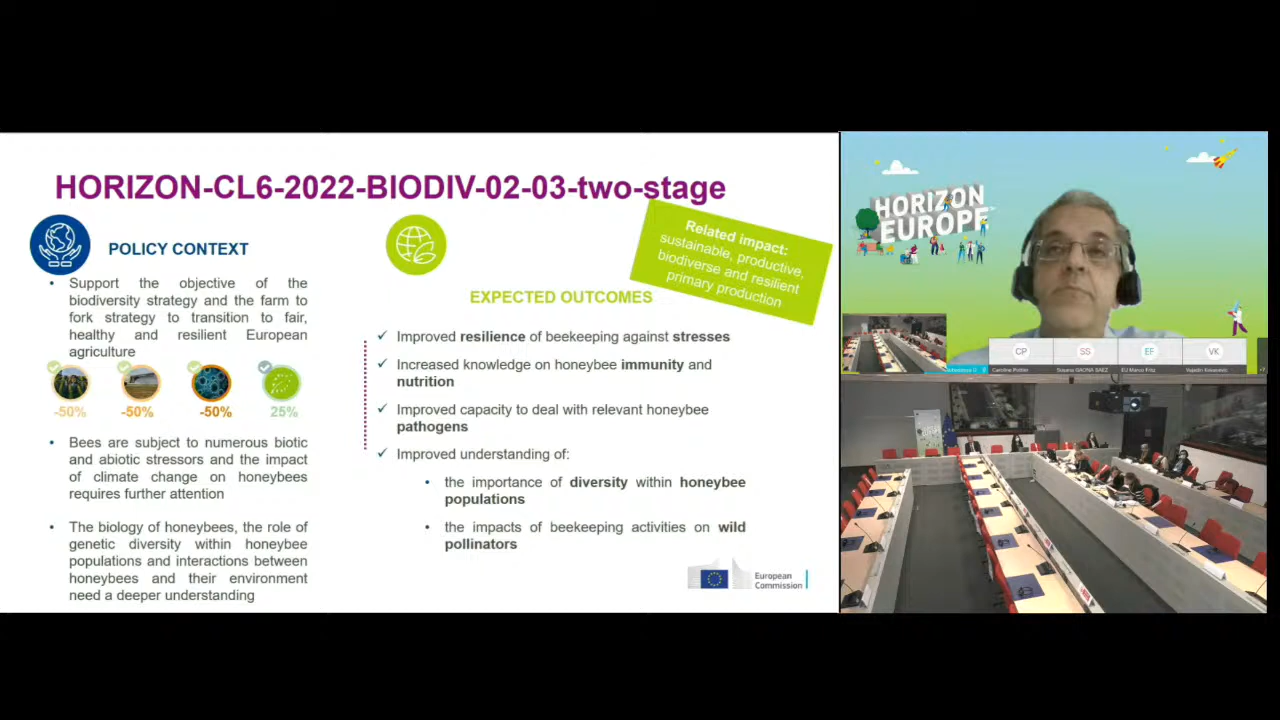 HORIZON-CL6-2022-BIODIV-02-03-two-stage
POLICY CONTEXT
• Support the objective of the
biodiversity strategy and the farm to
fork strategy to transition to fair,
healthy and resilient European
agriculture
-50% -50% -50% 25%
• Bees are subject to numerous biotic
and abiotic stressors and the impact
of climate change on honeybees
requires further attention
• The biology of honeybees, the role of
genetic diversity within honeybee
populations and interactions between
honeybees and their environment
need a deeper understanding
Related impact:
sustainable, productive,
biodiverse and resilient
primary production
EXPECTED OUTCOMES
✓ Improved resilience of beekeeping against stresses
✓ Increased knowledge on honeybee immunity and
nutrition
✓ Improved capacity to deal with relevant honeybee
pathogens
✓ Improved understanding of:
• the importance of diversity within honeybee
populations
• the impacts of beekeeping activities on wild
pollinators
European
Commission
HORIZON
EUROPE
CP SS EF VK